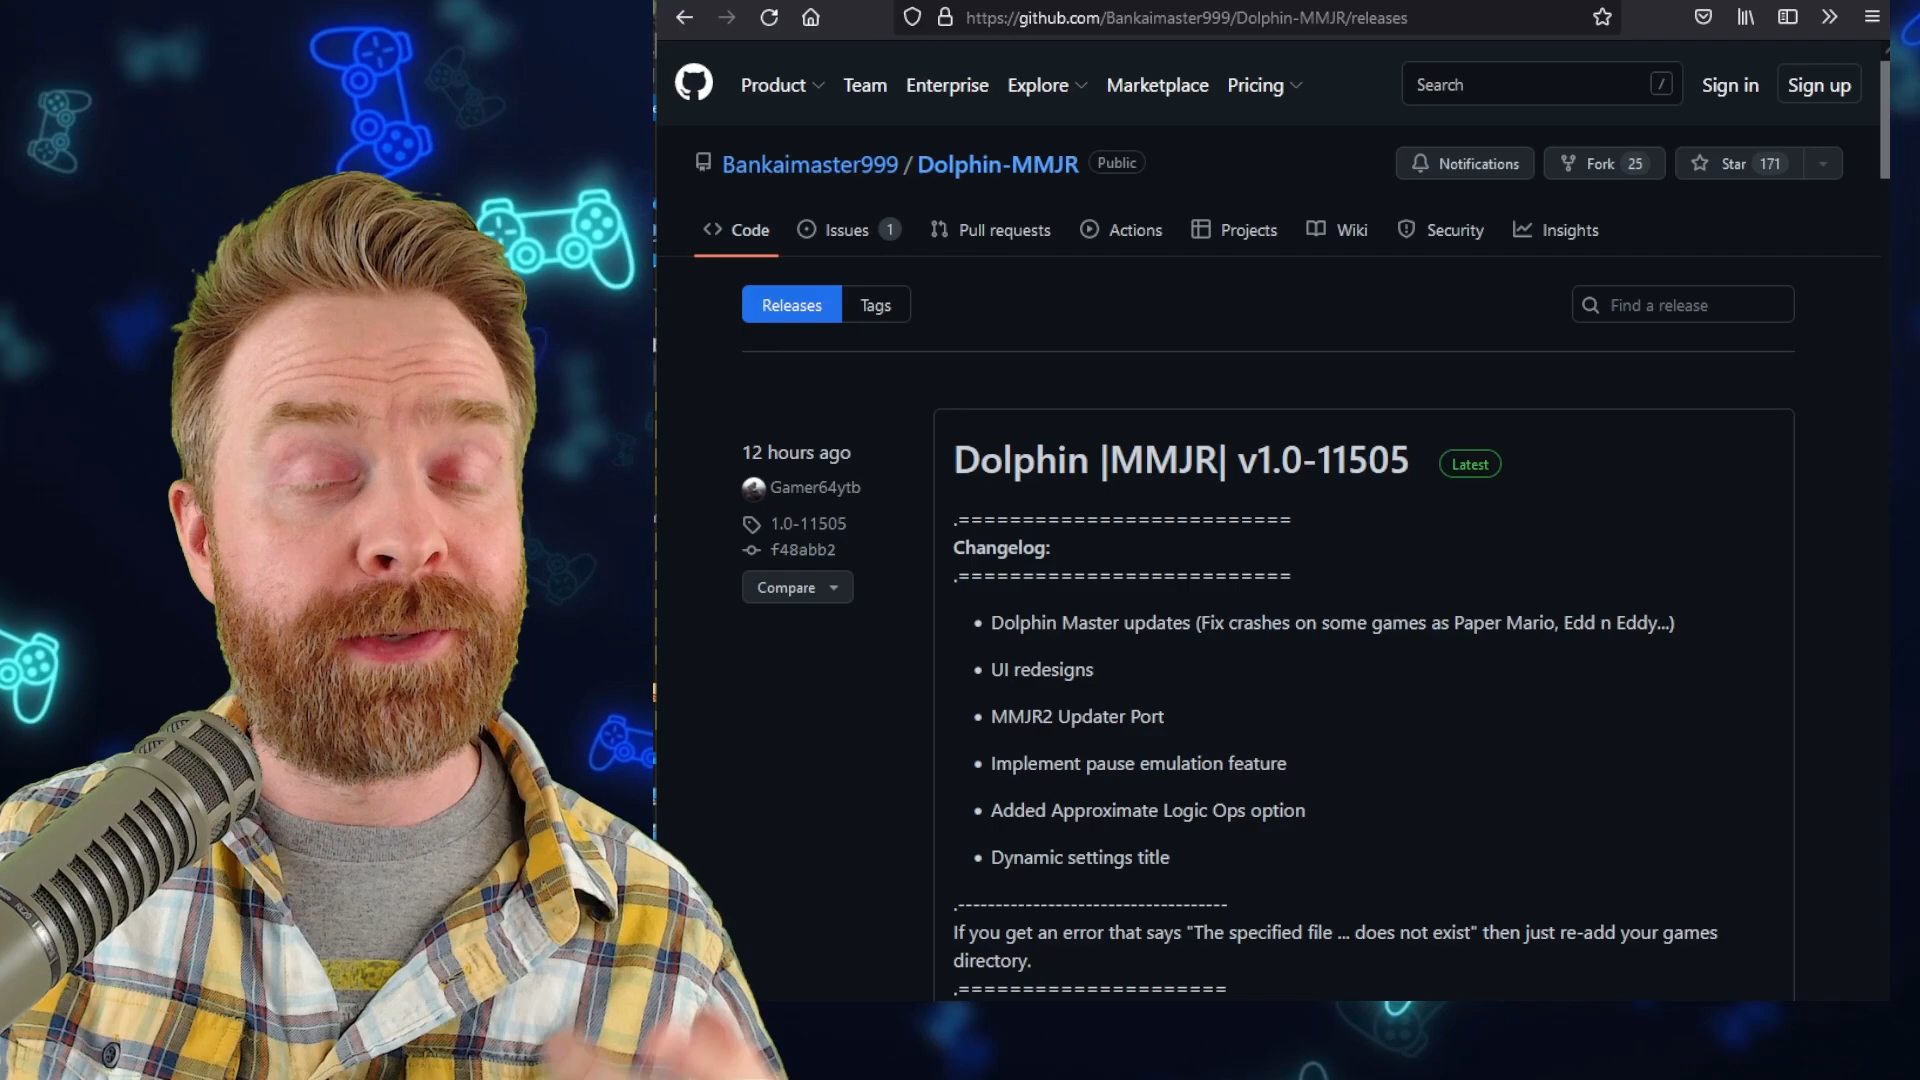 https://github.com/Bankaimaster999/Dolphin-MMJR/releases
Product Team Enterprise Explore Marketplace Pricing Search / Sign in Sign up
Bankaimaster999 / Dolphin-MMJR Public Notifications Fork 25 Star 171
Code Issues 1 Pull requests Actions Projects Wiki Security Insights
Releases Tags Find a release
12 hours ago
Gamer64ytb
1.0-11505
f48abb2
Compare
Dolphin |MMJR| v1.0-11505 Latest
.==========================
Changelog:
.==========================
• Dolphin Master updates (Fix crashes on some games as Paper Mario, Edd n Eddy...)
• UI redesigns
• MMJR2 Updater Port
• Implement pause emulation feature
• Added Approximate Logic Ops option
• Dynamic settings title
.-----------------------------------
If you get an error that says "The specified file ... does not exist" then just re-add your games
directory.
.=====================
RE20